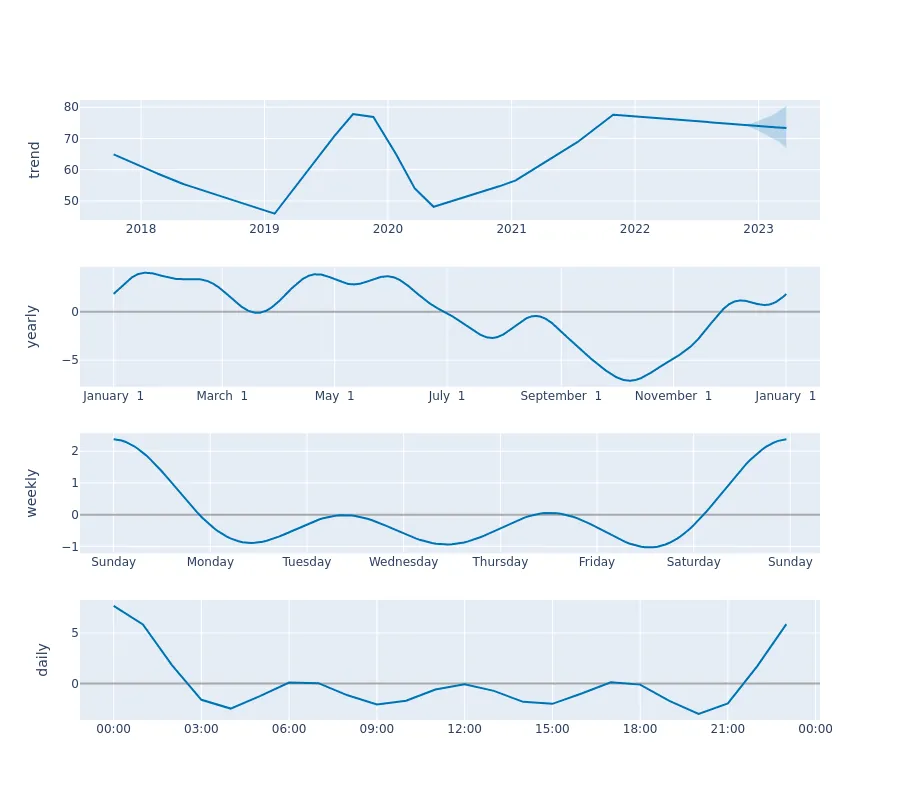 trend
80
70
60
50
2018 2019 2020 2021 2022 2023
yearly
0
−5
January 1 March 1 May 1 July 1 September 1 November 1 January 1
weekly
2
1
0
−1
Sunday Monday Tuesday Wednesday Thursday Friday Saturday Sunday
daily
5
0
00:00 03:00 06:00 09:00 12:00 15:00 18:00 21:00 00:00